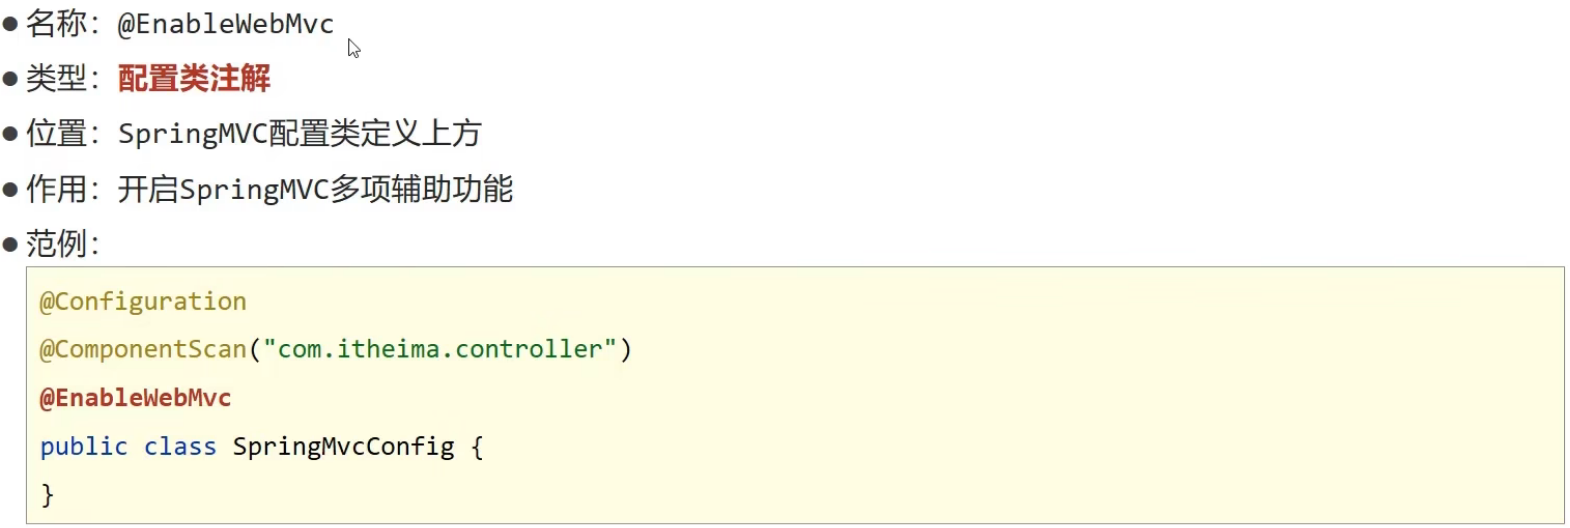 ● 名称：@EnableWebMvc
● 类型：配置类注解
● 位置：SpringMVC配置类定义上方
● 作用：开启SpringMVC多项辅助功能
● 范例：
@Configuration
@ComponentScan("com.itheima.controller")
@EnableWebMvc
public class SpringMvcConfig {
}